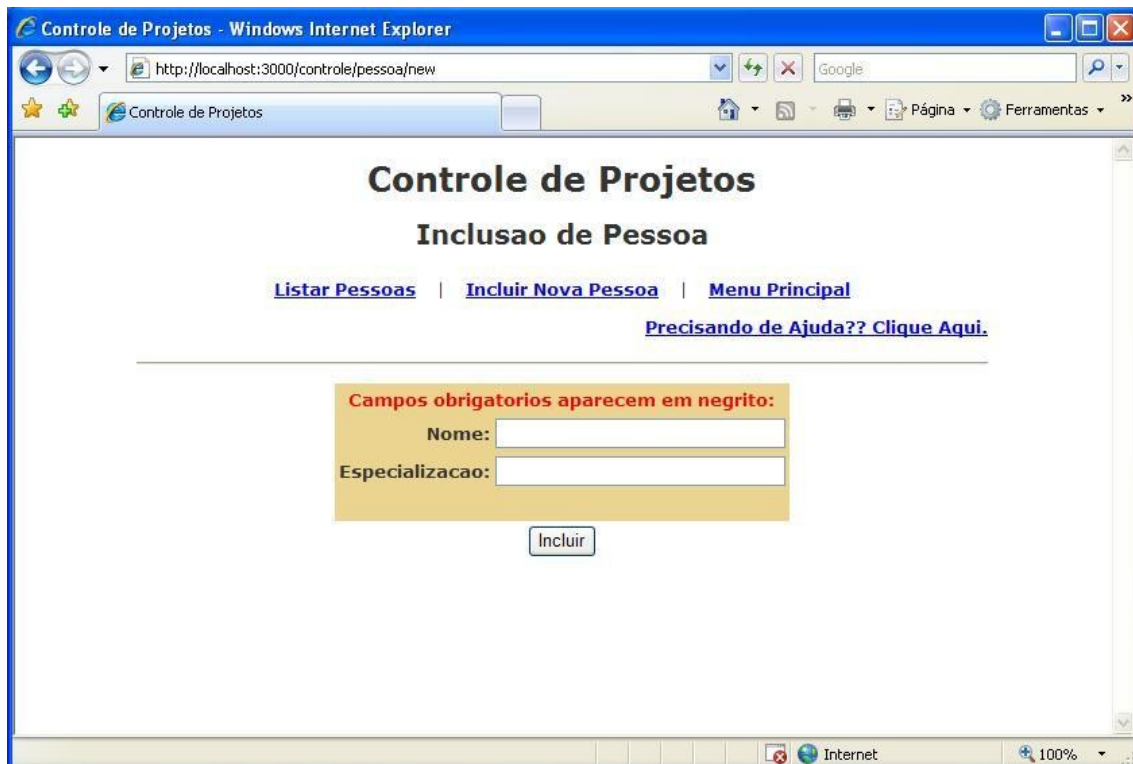 Controle de Projetos - Windows Internet Explorer
http://localhost:3000/controle/pessoa/new
Google
Controle de Projetos
Página
Ferramentas
»
Controle de Projetos
Inclusao de Pessoa
Listar Pessoas | Incluir Nova Pessoa | Menu Principal
Precisando de Ajuda?? Clique Aqui.
Campos obrigatorios aparecem em negrito:
Nome:
Especializacao:
Incluir
Internet
100%